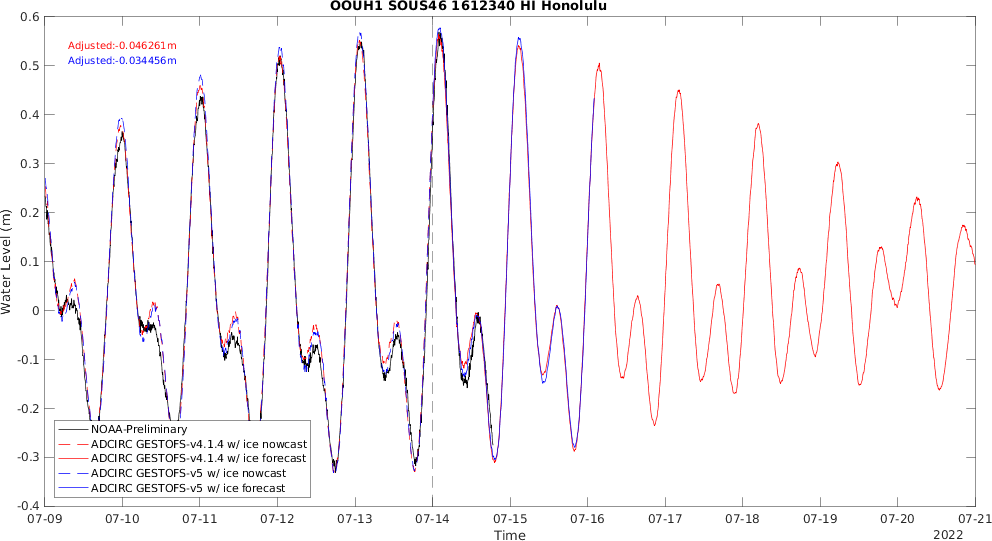 OOUH1 SOUS46 1612340 HI Honolulu
0.6
Adjusted:-0.046261m
Adjusted:-0.034456m
0.5
0.4
0.3
0.2
0.1
0
-0.1
-0.2
-0.3
-0.4
Water Level (m)
NOAA-Preliminary
ADCIRC GESTOFS-v4.1.4 w/ ice nowcast
ADCIRC GESTOFS-v4.1.4 w/ ice forecast
ADCIRC GESTOFS-v5 w/ ice nowcast
ADCIRC GESTOFS-v5 w/ ice forecast
07-09 07-10 07-11 07-12 07-13 07-14 07-15 07-16 07-17 07-18 07-19 07-20 07-21
Time
2022